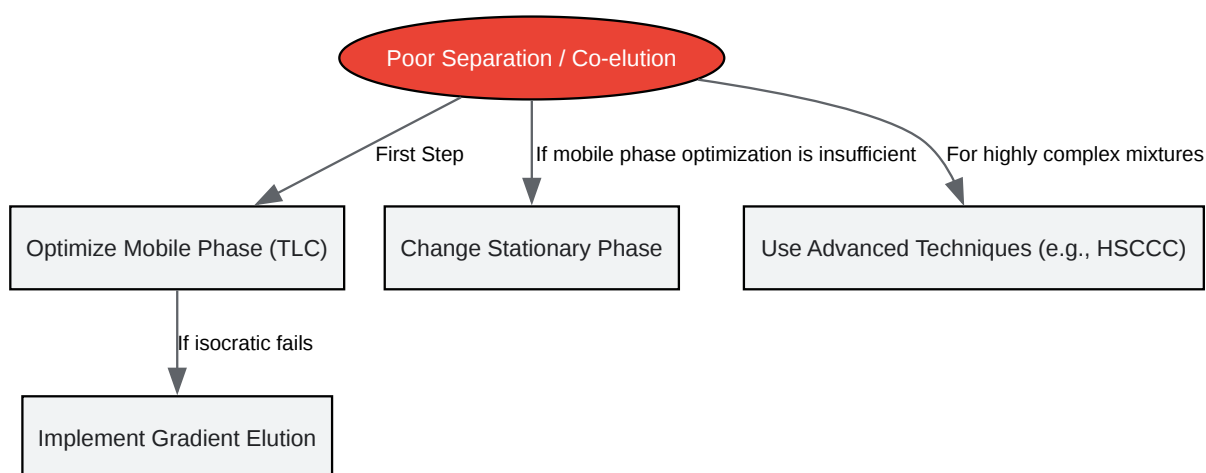 Poor Separation / Co-elution
First Step
If mobile phase optimization is insufficient
For highly complex mixtures
Optimize Mobile Phase (TLC)
Change Stationary Phase
Use Advanced Techniques (e.g., HSCCC)
If isocratic fails
Implement Gradient Elution